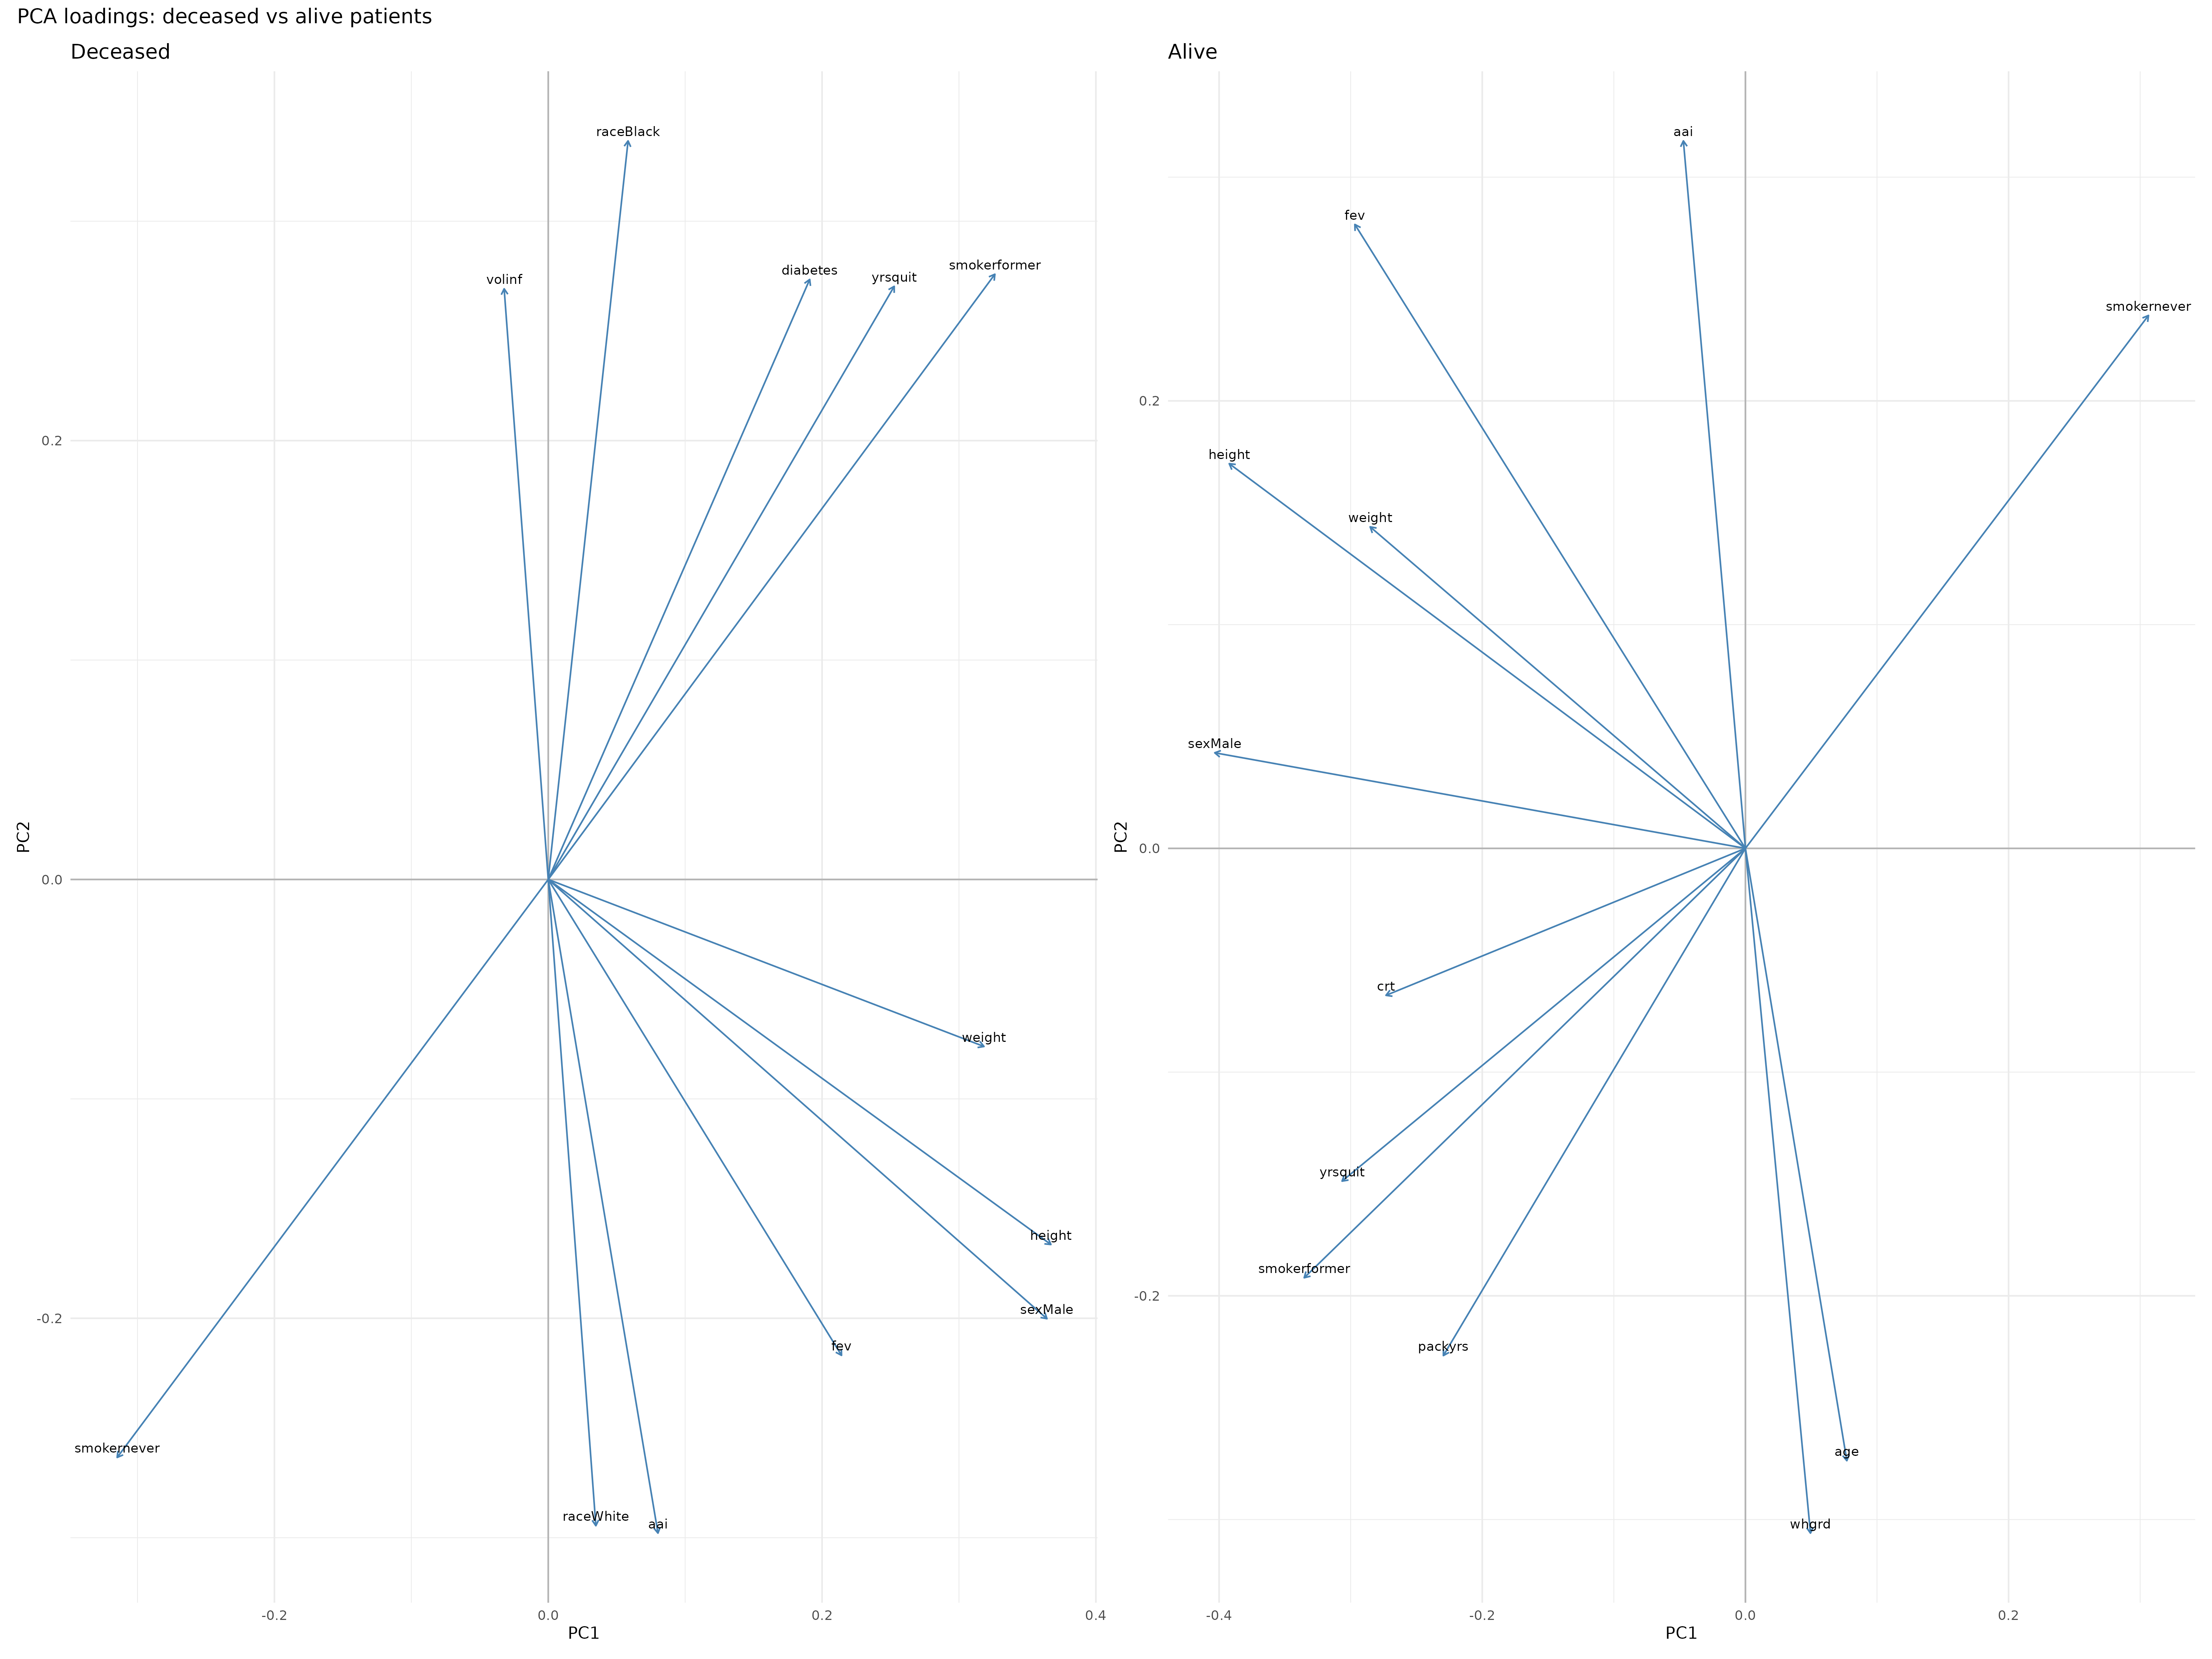 PCA loadings: deceased vs alive patients
Deceased
raceBlack
volinf
diabetes
yrsquit
smokerformer
weight
height
sexMale
fev
smokernever
raceWhite
aai
0.2
0.0
-0.2
PC2
-0.2
0.0
0.2
0.4
PC1
Alive
aai
fev
smokernever
height
weight
sexMale
crt
yrsquit
smokerformer
packyrs
age
whgrd
0.2
0.0
-0.2
PC2
-0.4
-0.2
0.0
0.2
PC1